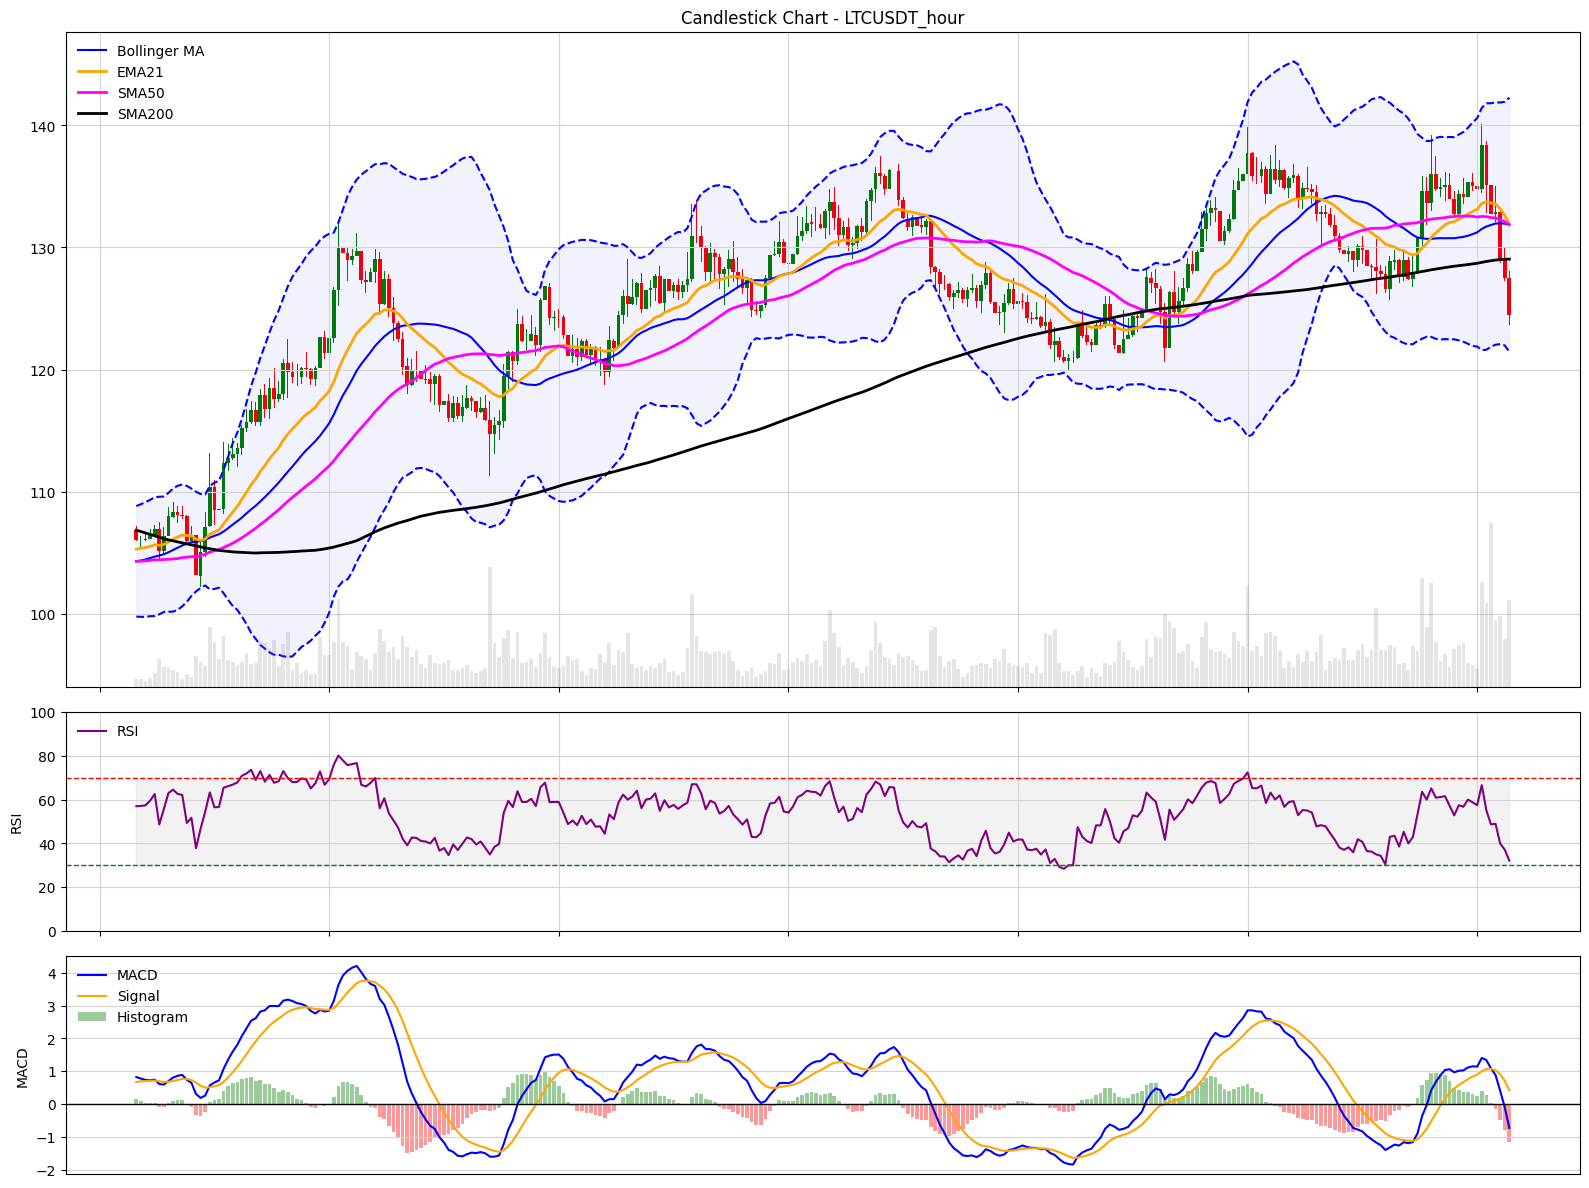 Candlestick Chart - LTCUSDT_hour
Bollinger MA
EMA21
SMA50
SMA200
140
130
120
110
100
RSI
100
80
60
40
20
0
RSI
MACD
Signal
Histogram
4
3
2
1
0
−1
−2
MACD